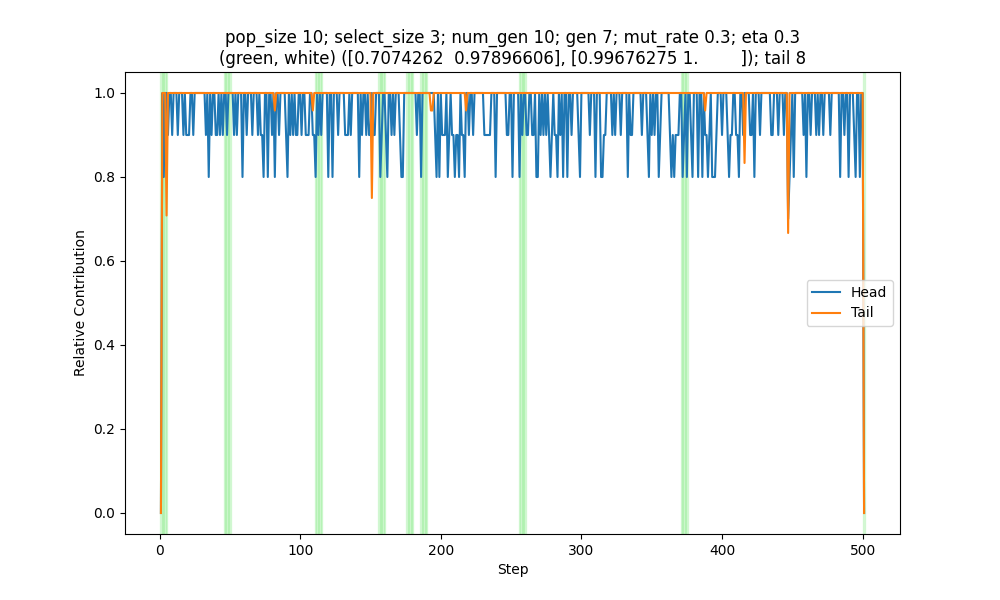 pop_size 10; select_size 3; num_gen 10; gen 7; mut_rate 0.3; eta 0.3
(green, white) ([0.7074262  0.97896606], [0.99676275 1.         ]); tail 8
Relative Contribution
1.0
0.8
0.6
0.4
0.2
0.0
Head
Tail
0
100
200
300
400
500
Step